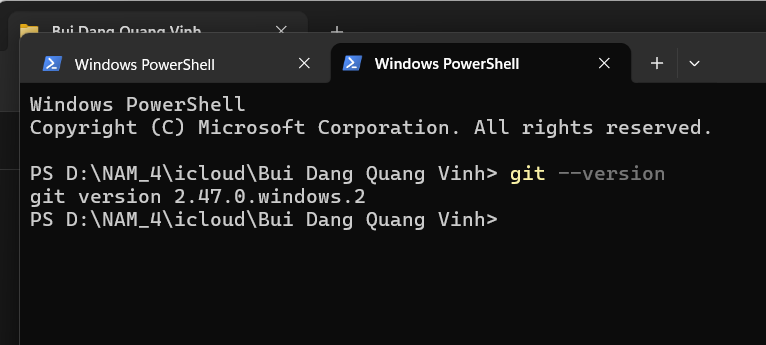 Bui Dang Quang Vinh
Windows PowerShell
Windows PowerShell
Windows PowerShell
Copyright (C) Microsoft Corporation. All rights reserved.
PS D:\NAM_4\icloud\Bui Dang Quang Vinh> git --version
git version 2.47.0.windows.2
PS D:\NAM_4\icloud\Bui Dang Quang Vinh>